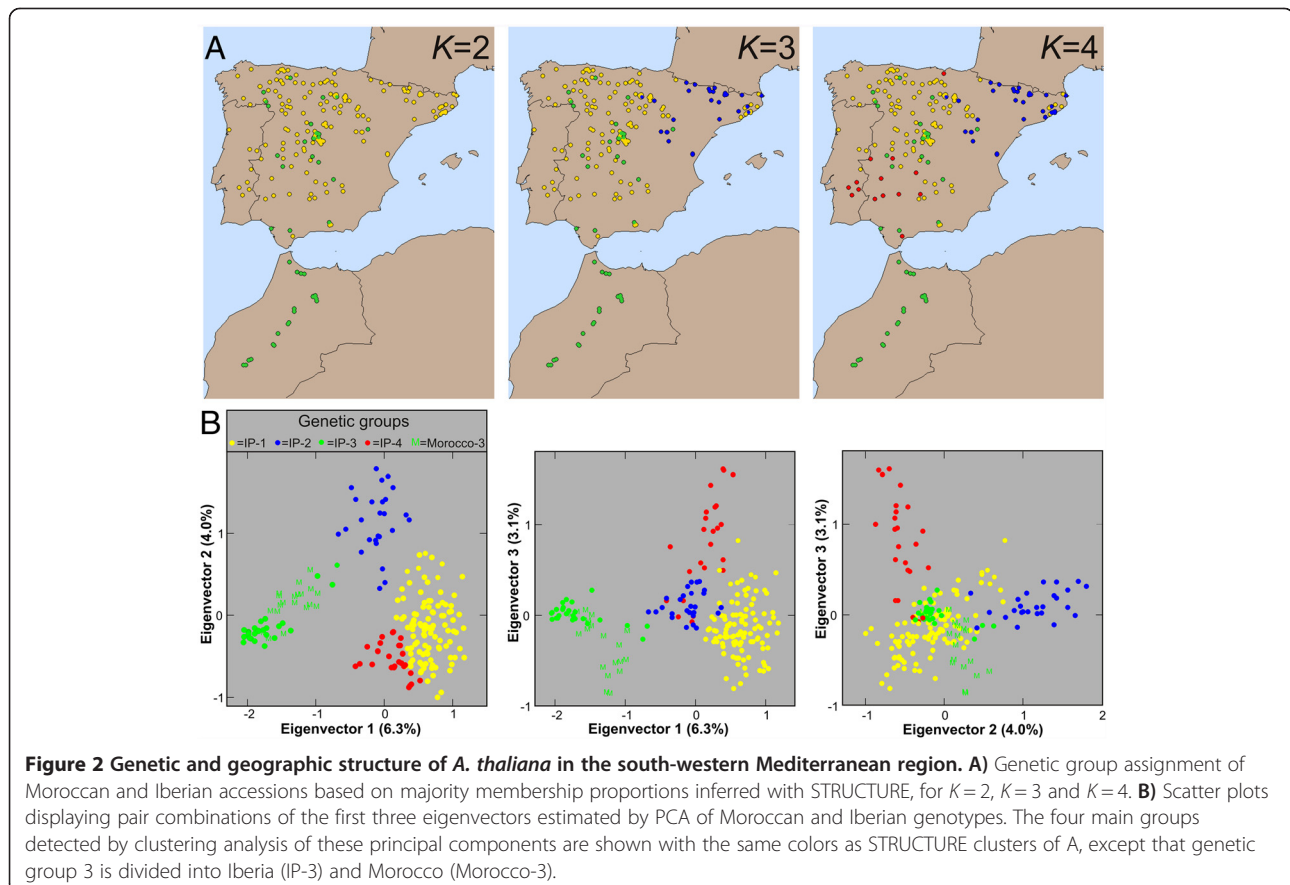 A
K=2
K=3
K=4
B
Genetic groups
=IP-1 =IP-2 =IP-3 =IP-4 M=Morocco-3
Eigenvector 2 (4.0%)
1
0
-1
-2 -1 0 1
Eigenvector 1 (6.3%)
Eigenvector 3 (3.1%)
1
0
-1
-2 -1 0 1
Eigenvector 1 (6.3%)
Eigenvector 3 (3.1%)
1
0
-1
-1 0 1 2
Eigenvector 2 (4.0%)
Figure 2 Genetic and geographic structure of A. thaliana in the south-western Mediterranean region. A) Genetic group assignment of
Moroccan and Iberian accessions based on majority membership proportions inferred with STRUCTURE, for K = 2, K = 3 and K = 4. B) Scatter plots
displaying pair combinations of the first three eigenvectors estimated by PCA of Moroccan and Iberian genotypes. The four main groups
detected by clustering analysis of these principal components are shown with the same colors as STRUCTURE clusters of A, except that genetic
group 3 is divided into Iberia (IP-3) and Morocco (Morocco-3).